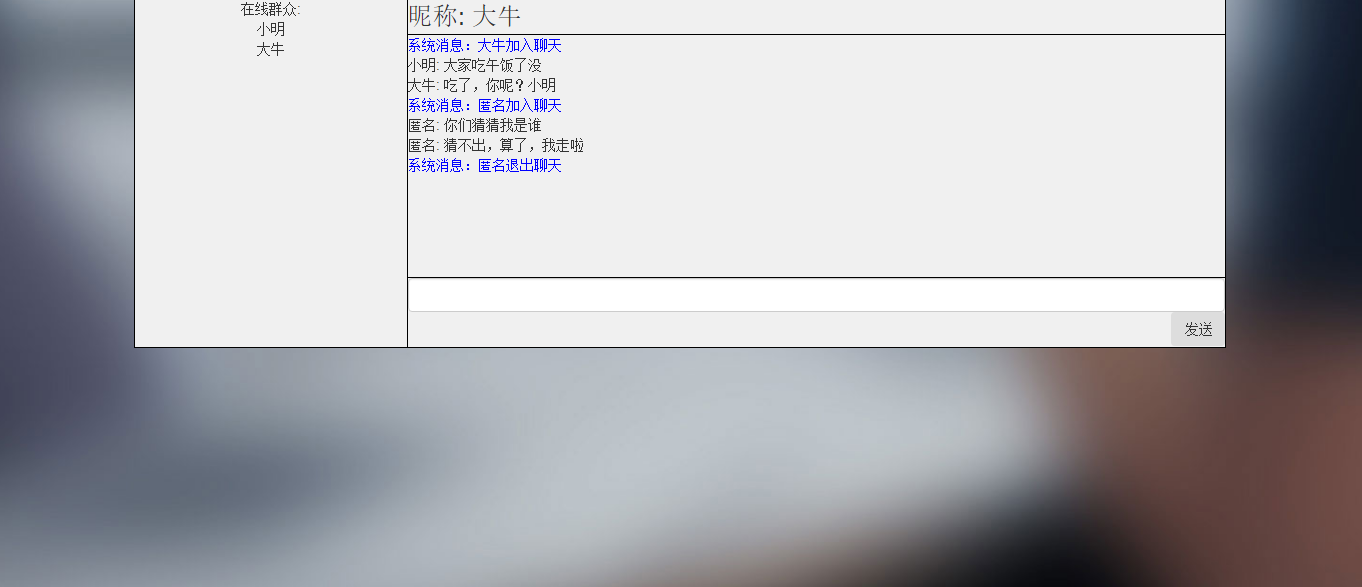 在线群众:
小明
大牛
昵称: 大牛
系统消息：大牛加入聊天
小明: 大家吃午饭了没
大牛: 吃了，你呢？小明
系统消息：匿名加入聊天
匿名: 你们猜猜我是谁
匿名: 猜不出，算了，我走啦
系统消息：匿名退出聊天
发送